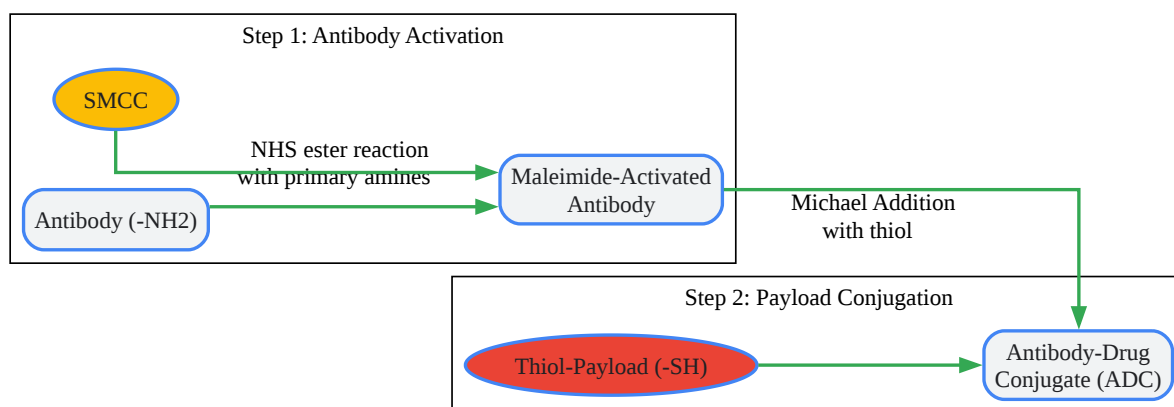 Step 1: Antibody Activation
SMCC
NHS ester reaction
with primary amines
Antibody (-NH2)
Maleimide-Activated
Antibody
Michael Addition
with thiol
Step 2: Payload Conjugation
Thiol-Payload (-SH)
Antibody-Drug
Conjugate (ADC)